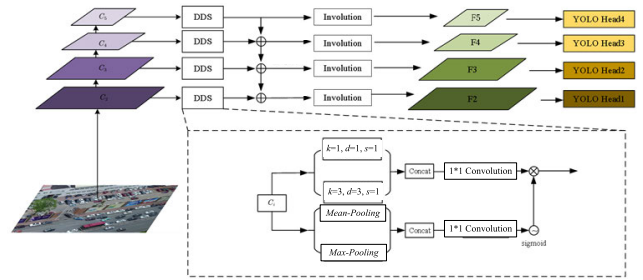 C₅ DDS Involution F5 YOLO Head4
C₄ DDS Involution F4 YOLO Head3
C₃ DDS Involution F3 YOLO Head2
C₂ DDS Involution F2 YOLO Head1
k=1, d=1, s=1
Concat 1*1 Convolution
k=3, d=3, s=1
Cᵢ
Mean-Pooling
Concat 1*1 Convolution
sigmoid
Max-Pooling